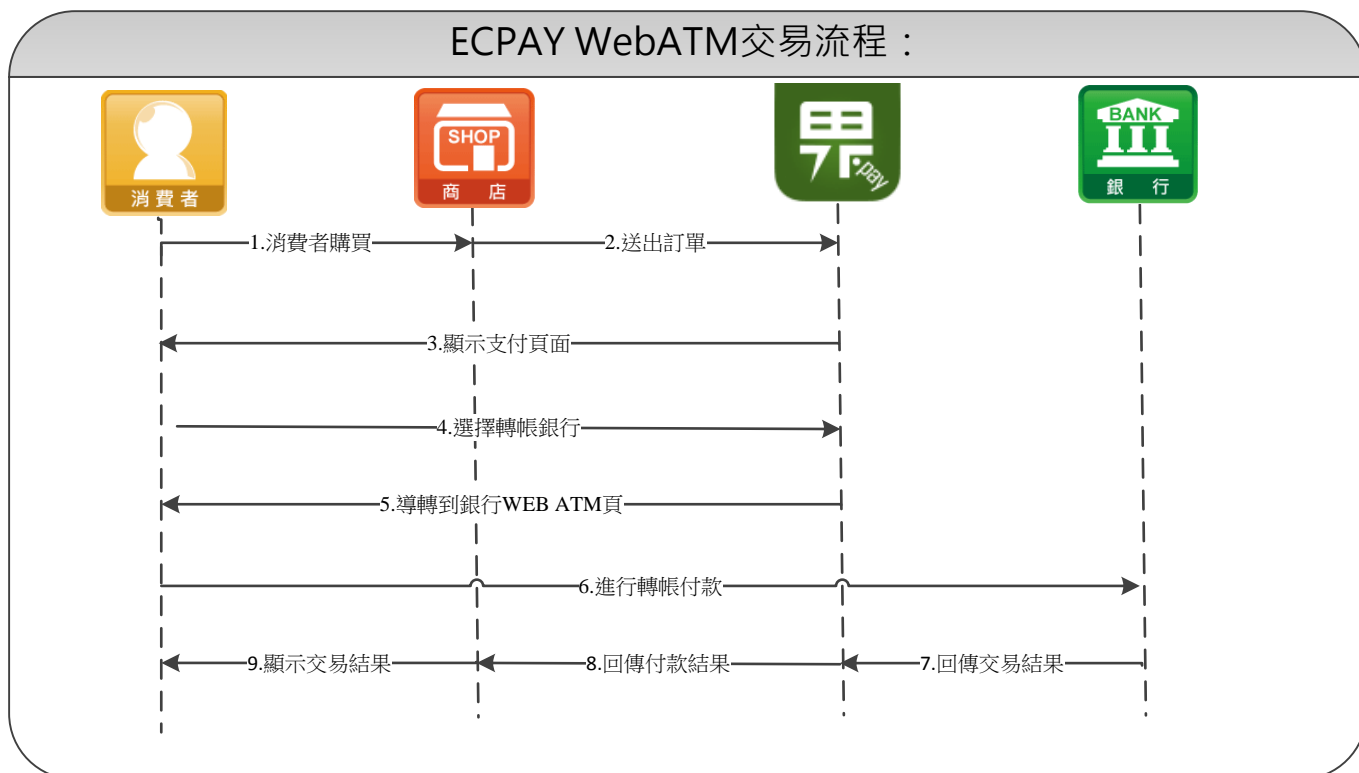 ECPAY WebATM交易流程：
消費者
SHOP
商 店
pay
BANK
銀 行
1.消費者購買
2.送出訂單
3.顯示支付頁面
4.選擇轉帳銀行
5.導轉到銀行WEB ATM頁
6.進行轉帳付款
9.顯示交易結果
8.回傳付款結果
7.回傳交易結果